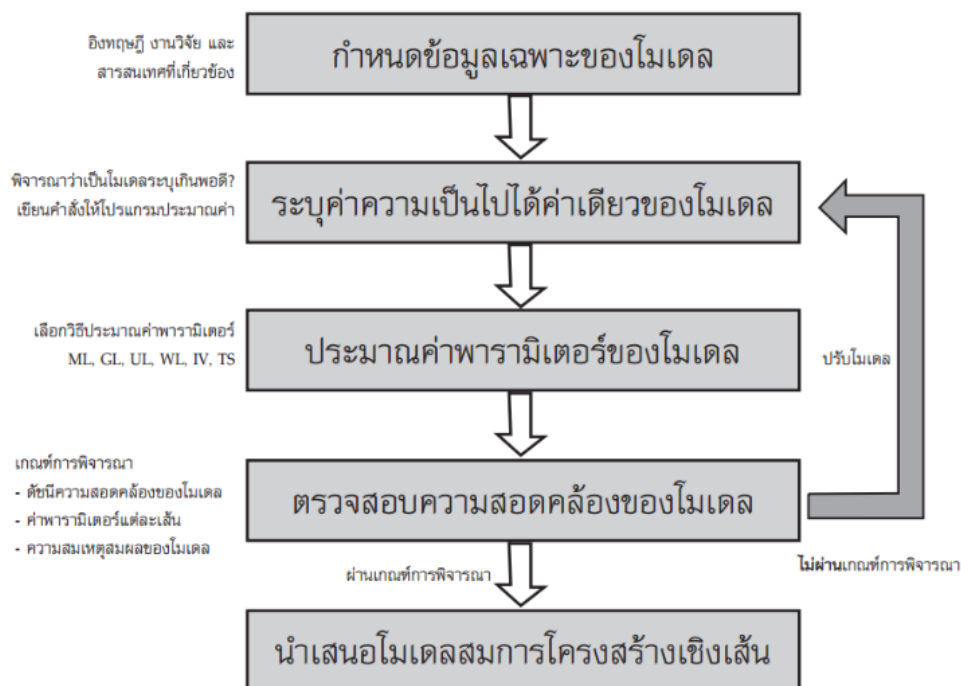 อิงทฤษฎี งานวิจัย และ
สารสนเทศที่เกี่ยวข้อง
กำหนดข้อมูลเฉพาะของโมเดล
พิจารณาว่าเป็นโมเดลระบุเกินพอดี?
เขียนคำสั่งให้โปรแกรมประมาณค่า
ระบุค่าความเป็นไปได้ค่าเดียวของโมเดล
เลือกวิธีประมาณค่าพารามิเตอร์
ML, GL, UL, WL, IV, TS
ประมาณค่าพารามิเตอร์ของโมเดล
ปรับโมเดล
เกณฑ์การพิจารณา
- ดัชนีความสอดคล้องของโมเดล
- ค่าพารามิเตอร์แต่ละเส้น
- ความสมเหตุสมผลของโมเดล
ตรวจสอบความสอดคล้องของโมเดล
ผ่านเกณฑ์การพิจารณา
ไม่ผ่านเกณฑ์การพิจารณา
นำเสนอโมเดลสมการโครงสร้างเชิงเส้น